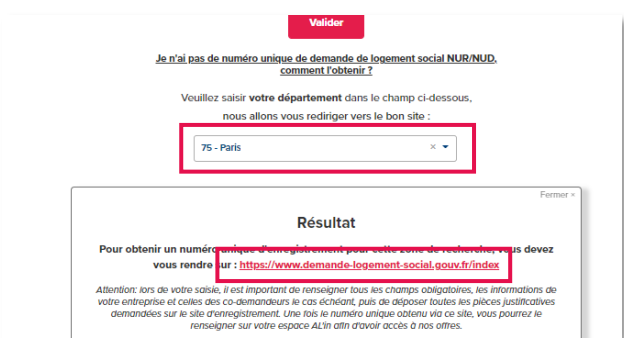 Valider
Je n'ai pas de numéro unique de demande de logement social NUR/NUD,
comment l'obtenir ?
Veuillez saisir votre département dans le champ ci-dessous,
nous allons vous rediriger vers le bon site :
75 - Paris
Fermer ×
Résultat
Pour obtenir un numéro unique d'enregistrement pour cette zone de recherche, vous devez
vous rendre sur : https://www.demande-logement-social.gouv.fr/index
Attention: lors de votre saisie, il est important de renseigner tous les champs obligatoires, les informations de
votre entreprise et celles des co-demandeurs le cas échéant, puis de déposer toutes les pièces justificatives
demandées sur le site d'enregistrement. Une fois le numéro unique obtenu via ce site, vous pourrez le
renseigner sur votre espace AL'in afin d'avoir accès à nos offres.